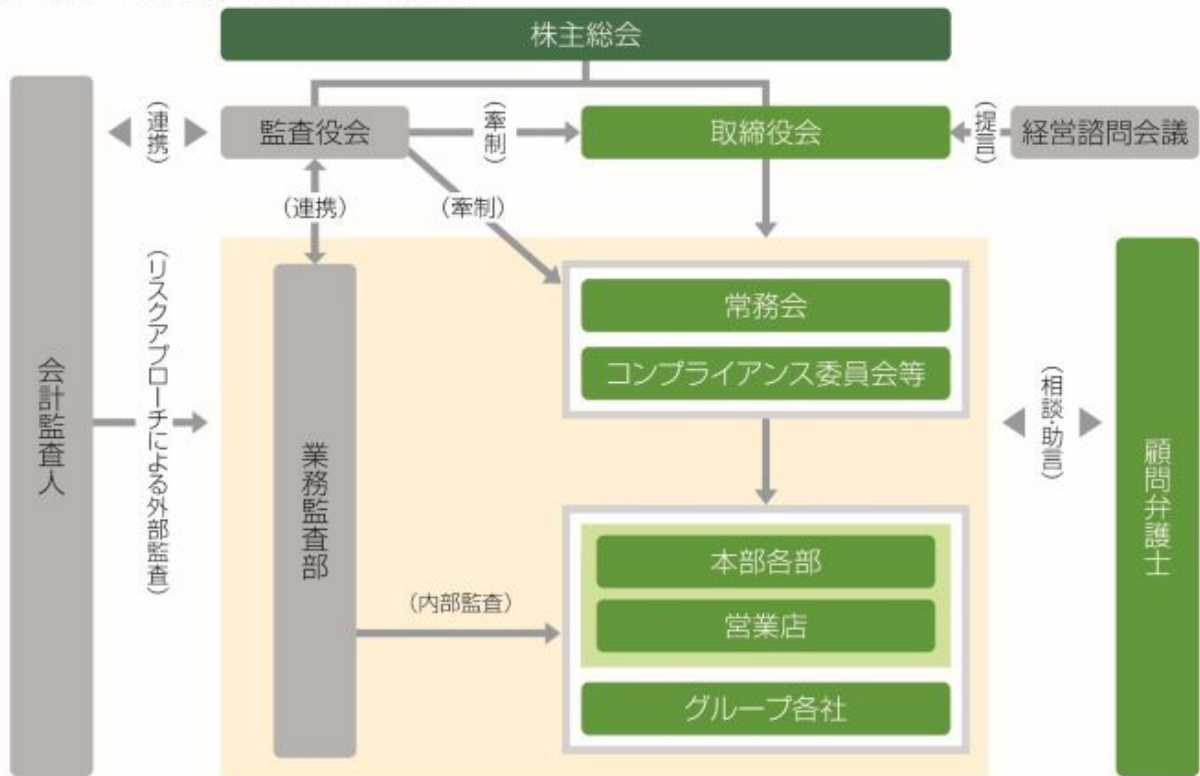 株主総会
(連携)
監査役会
(牽制)
取締役会
(提言)
経営諮問会議
(連携)
(牽制)
会計監査人
(リスクアプローチによる外部監査)
業務監査部
常務会
コンプライアンス委員会等
(相談・助言)
顧問弁護士
(内部監査)
本部各部
営業店
グループ各社